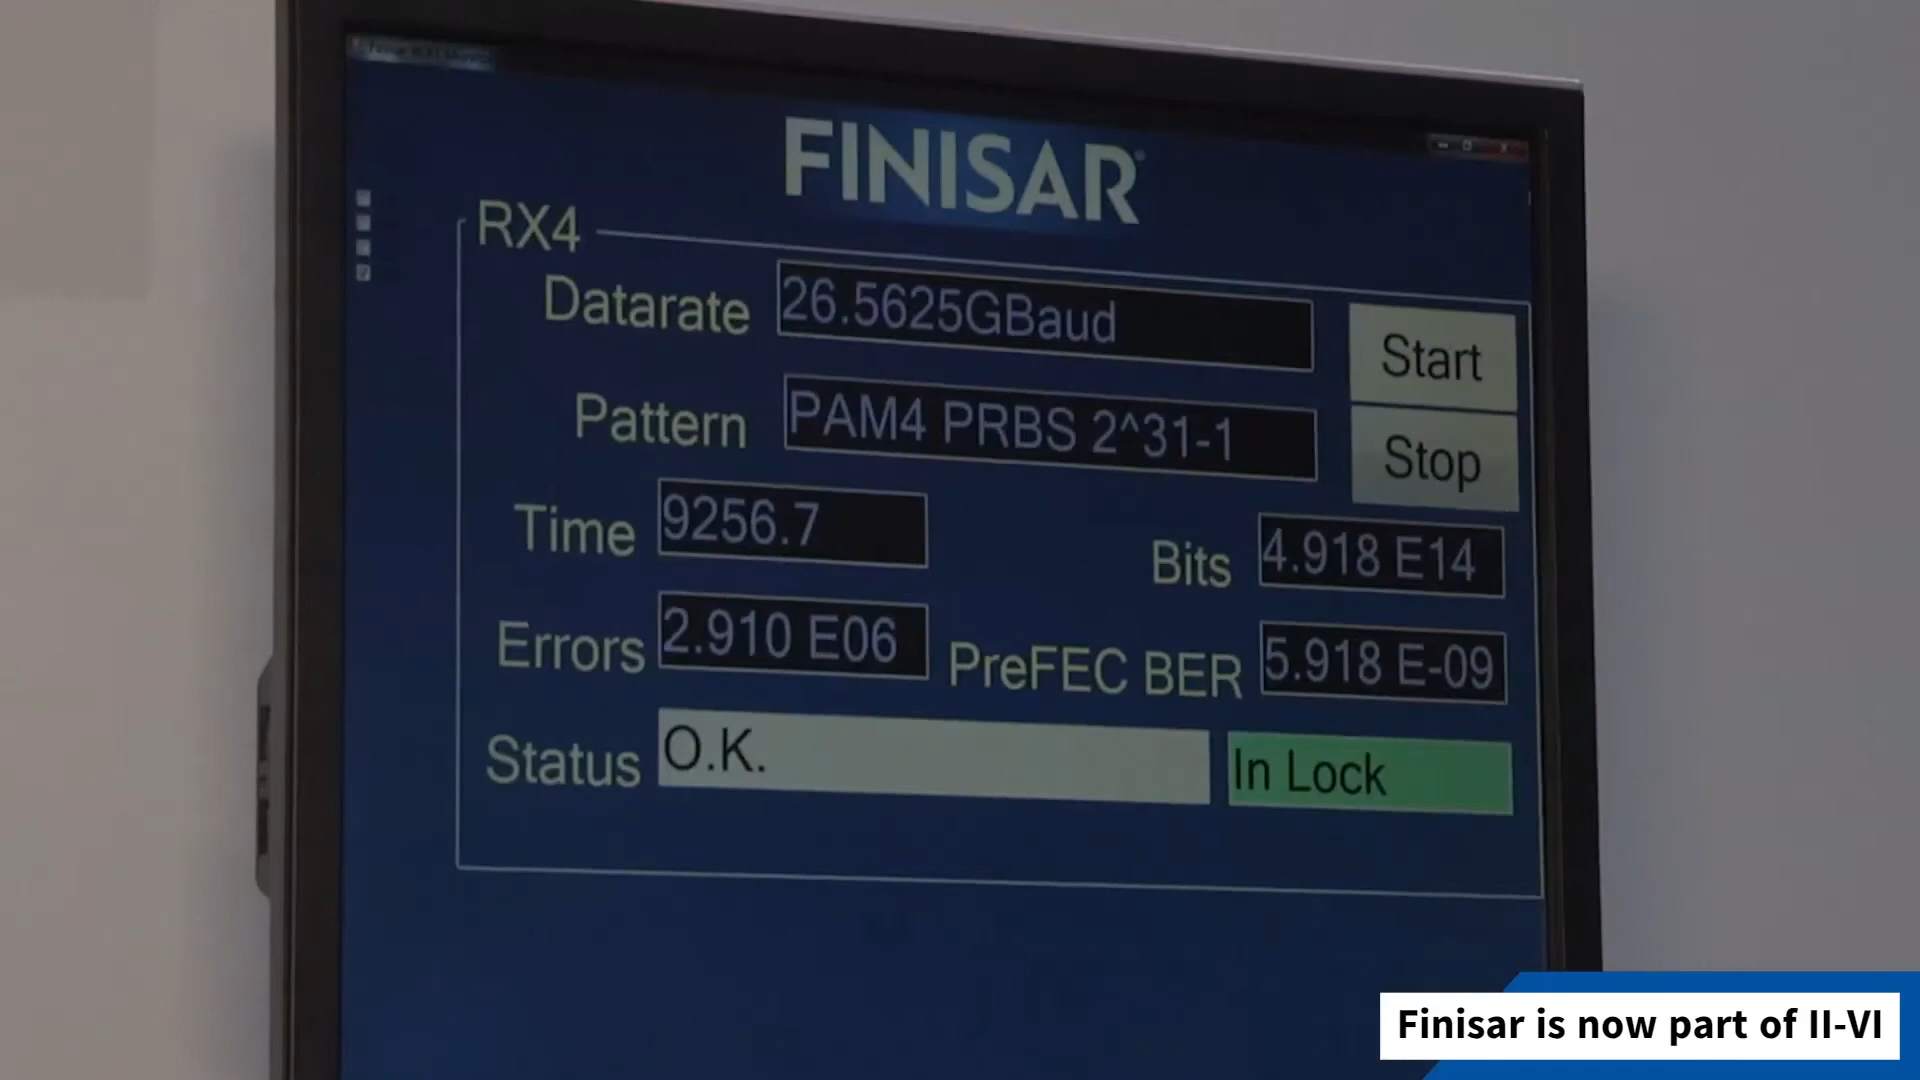 FINISAR
RX4
Datarate 26.5625GBaud
Start
Pattern PAM4 PRBS 2^31-1
Stop
Time 9256.7
Bits 4.918 E14
Errors 2.910 E06
PreFEC BER 5.918 E-09
Status O.K.
In Lock
Finisar is now part of II-VI